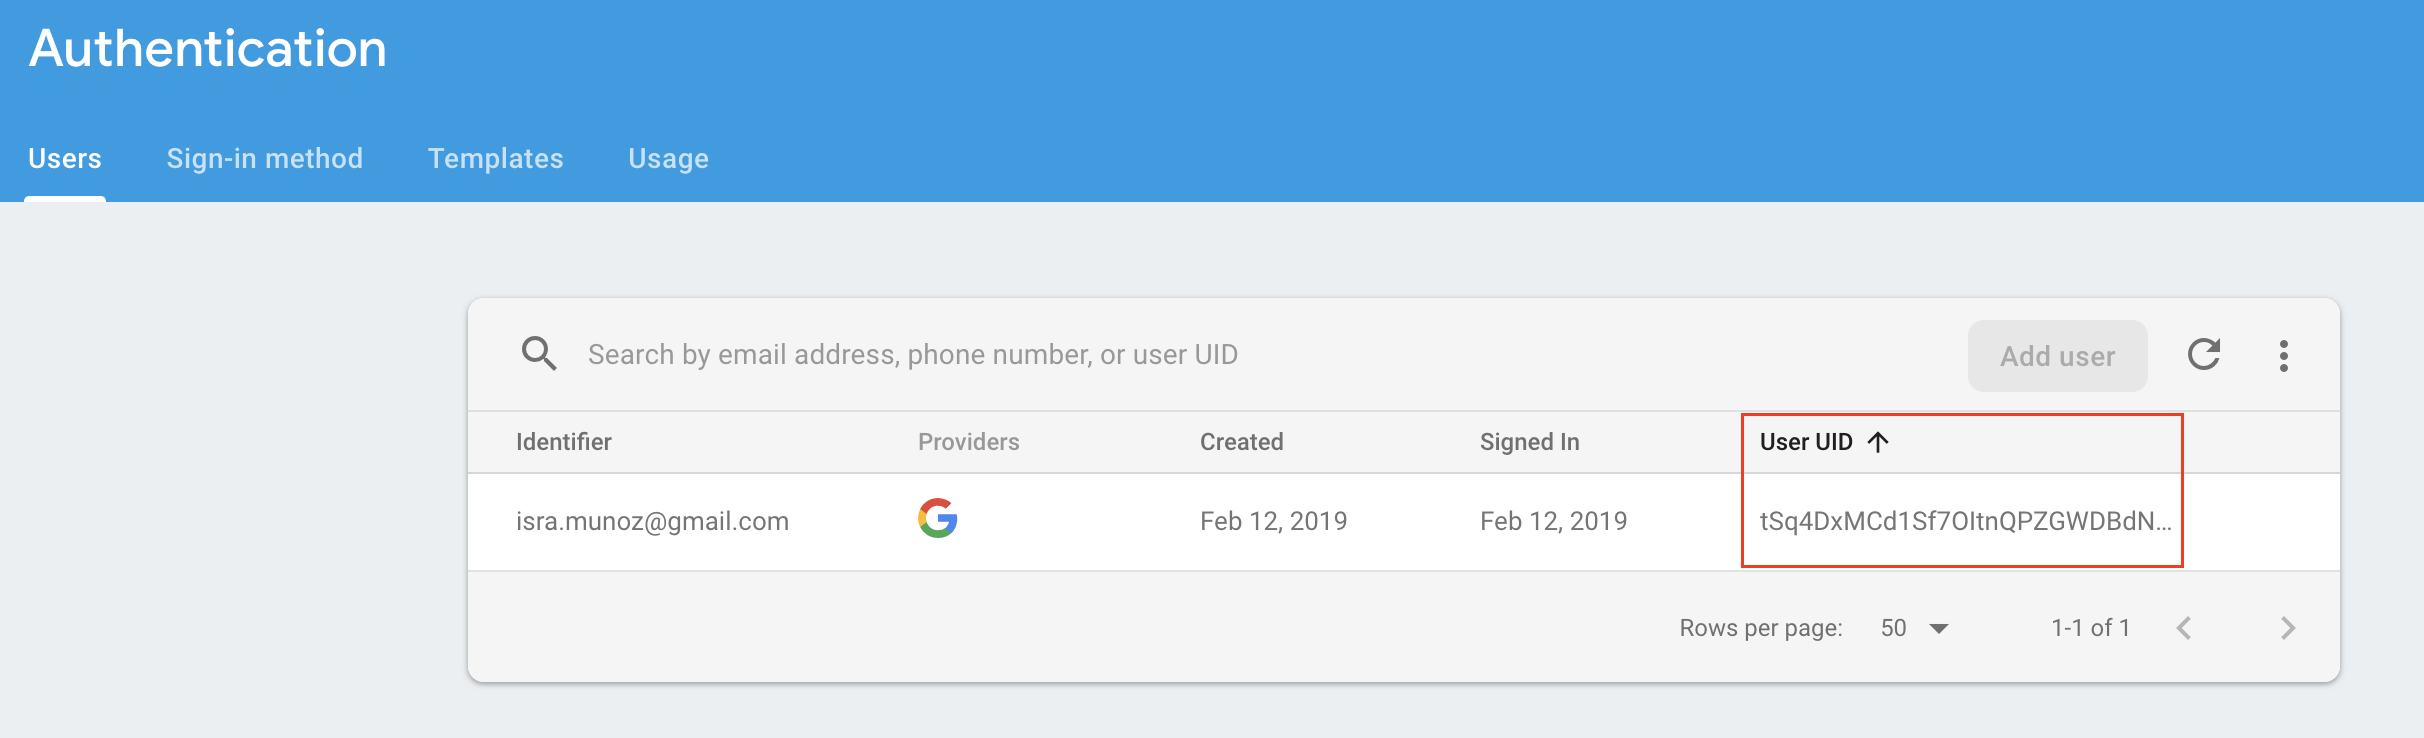 Authentication
Users Sign-in method Templates Usage
Search by email address, phone number, or user UID Add user
Identifier Providers Created Signed In User UID
isra.munoz@gmail.com Feb 12, 2019 Feb 12, 2019 tSq4DxMCd1Sf7OItnQPZGWDBdN...
Rows per page: 50 1-1 of 1